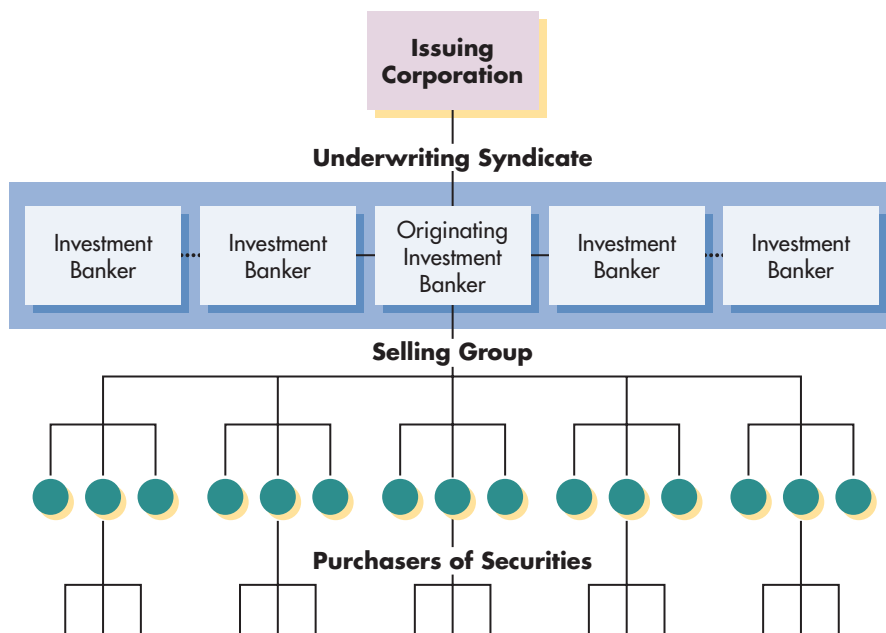 Issuing
Corporation
Underwriting Syndicate
Investment
Banker
Investment
Banker
Originating
Investment
Banker
Investment
Banker
Investment
Banker
Selling Group
Purchasers of Securities